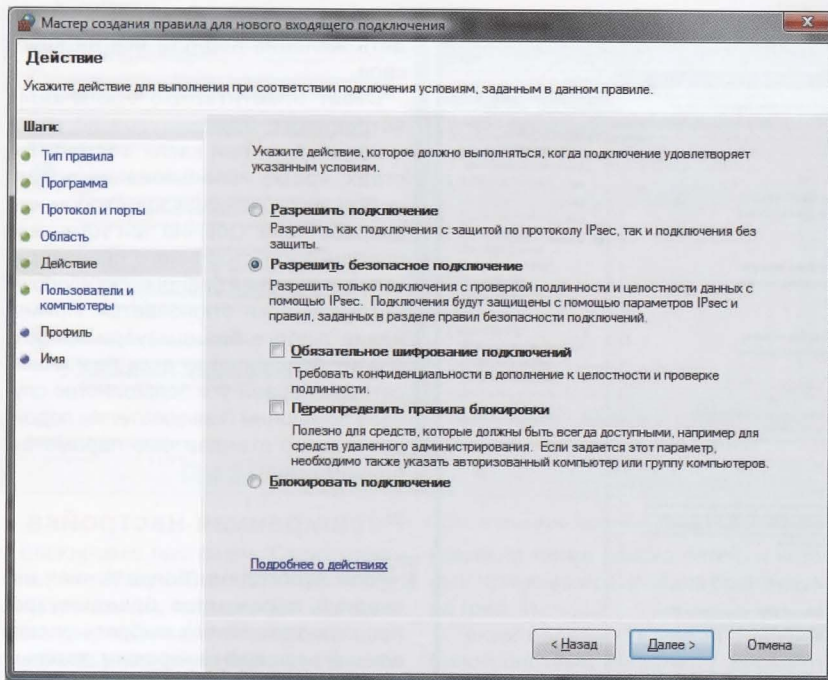 Мастер создания правила для нового входящего подключения
Действие
Укажите действие для выполнения при соответствии подключения условиям, заданным в данном правиле.
Шаги:
Тип правила
Программа
Протокол и порты
Область
Действие
Пользователи и
компьютеры
Профиль
Имя
Укажите действие, которое должно выполняться, когда подключение удовлетворяет
указанным условиям.
Разрешить подключение
Разрешить как подключения с защитой по протоколу IPsec, так и подключения без
защиты.
Разрешить безопасное подключение
Разрешить только подключения с проверкой подлинности и целостности данных с
помощью IPsec. Подключения будут защищены с помощью параметров IPsec и
правил, заданных в разделе правил безопасности подключений.
Обязательное шифрование подключений
Требовать конфиденциальности в дополнение к целостности и проверке
подлинности.
Переопределить правила блокировки
Полезно для средств, которые должны быть всегда доступными, например для
средств удаленного администрирования. Если задается этот параметр,
необходимо также указать авторизованный компьютер или группу компьютеров.
Блокировать подключение
Подробнее о действиях
< Назад
Далее >
Отмена